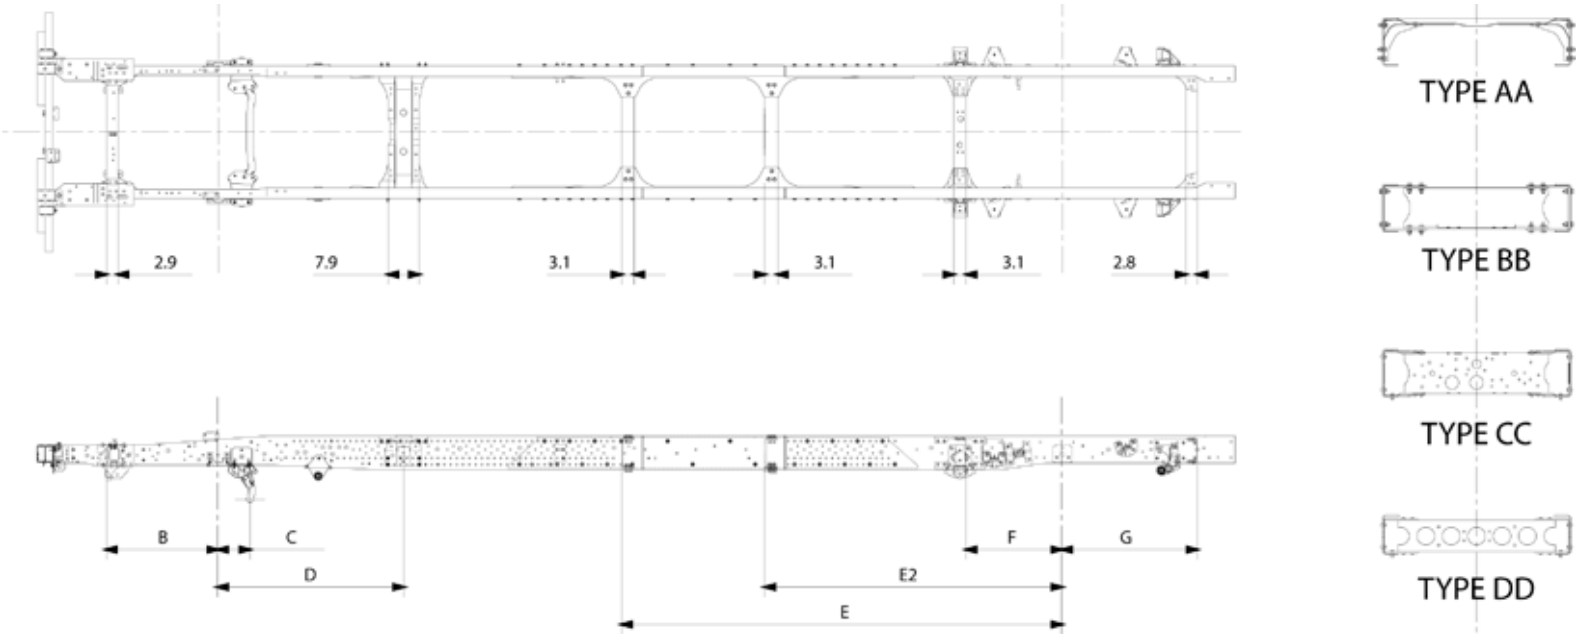 TYPE AA
TYPE BB
2.9 7.9 3.1 3.1 3.1 2.8
TYPE CC
B C F G
D E2
TYPE DD
E